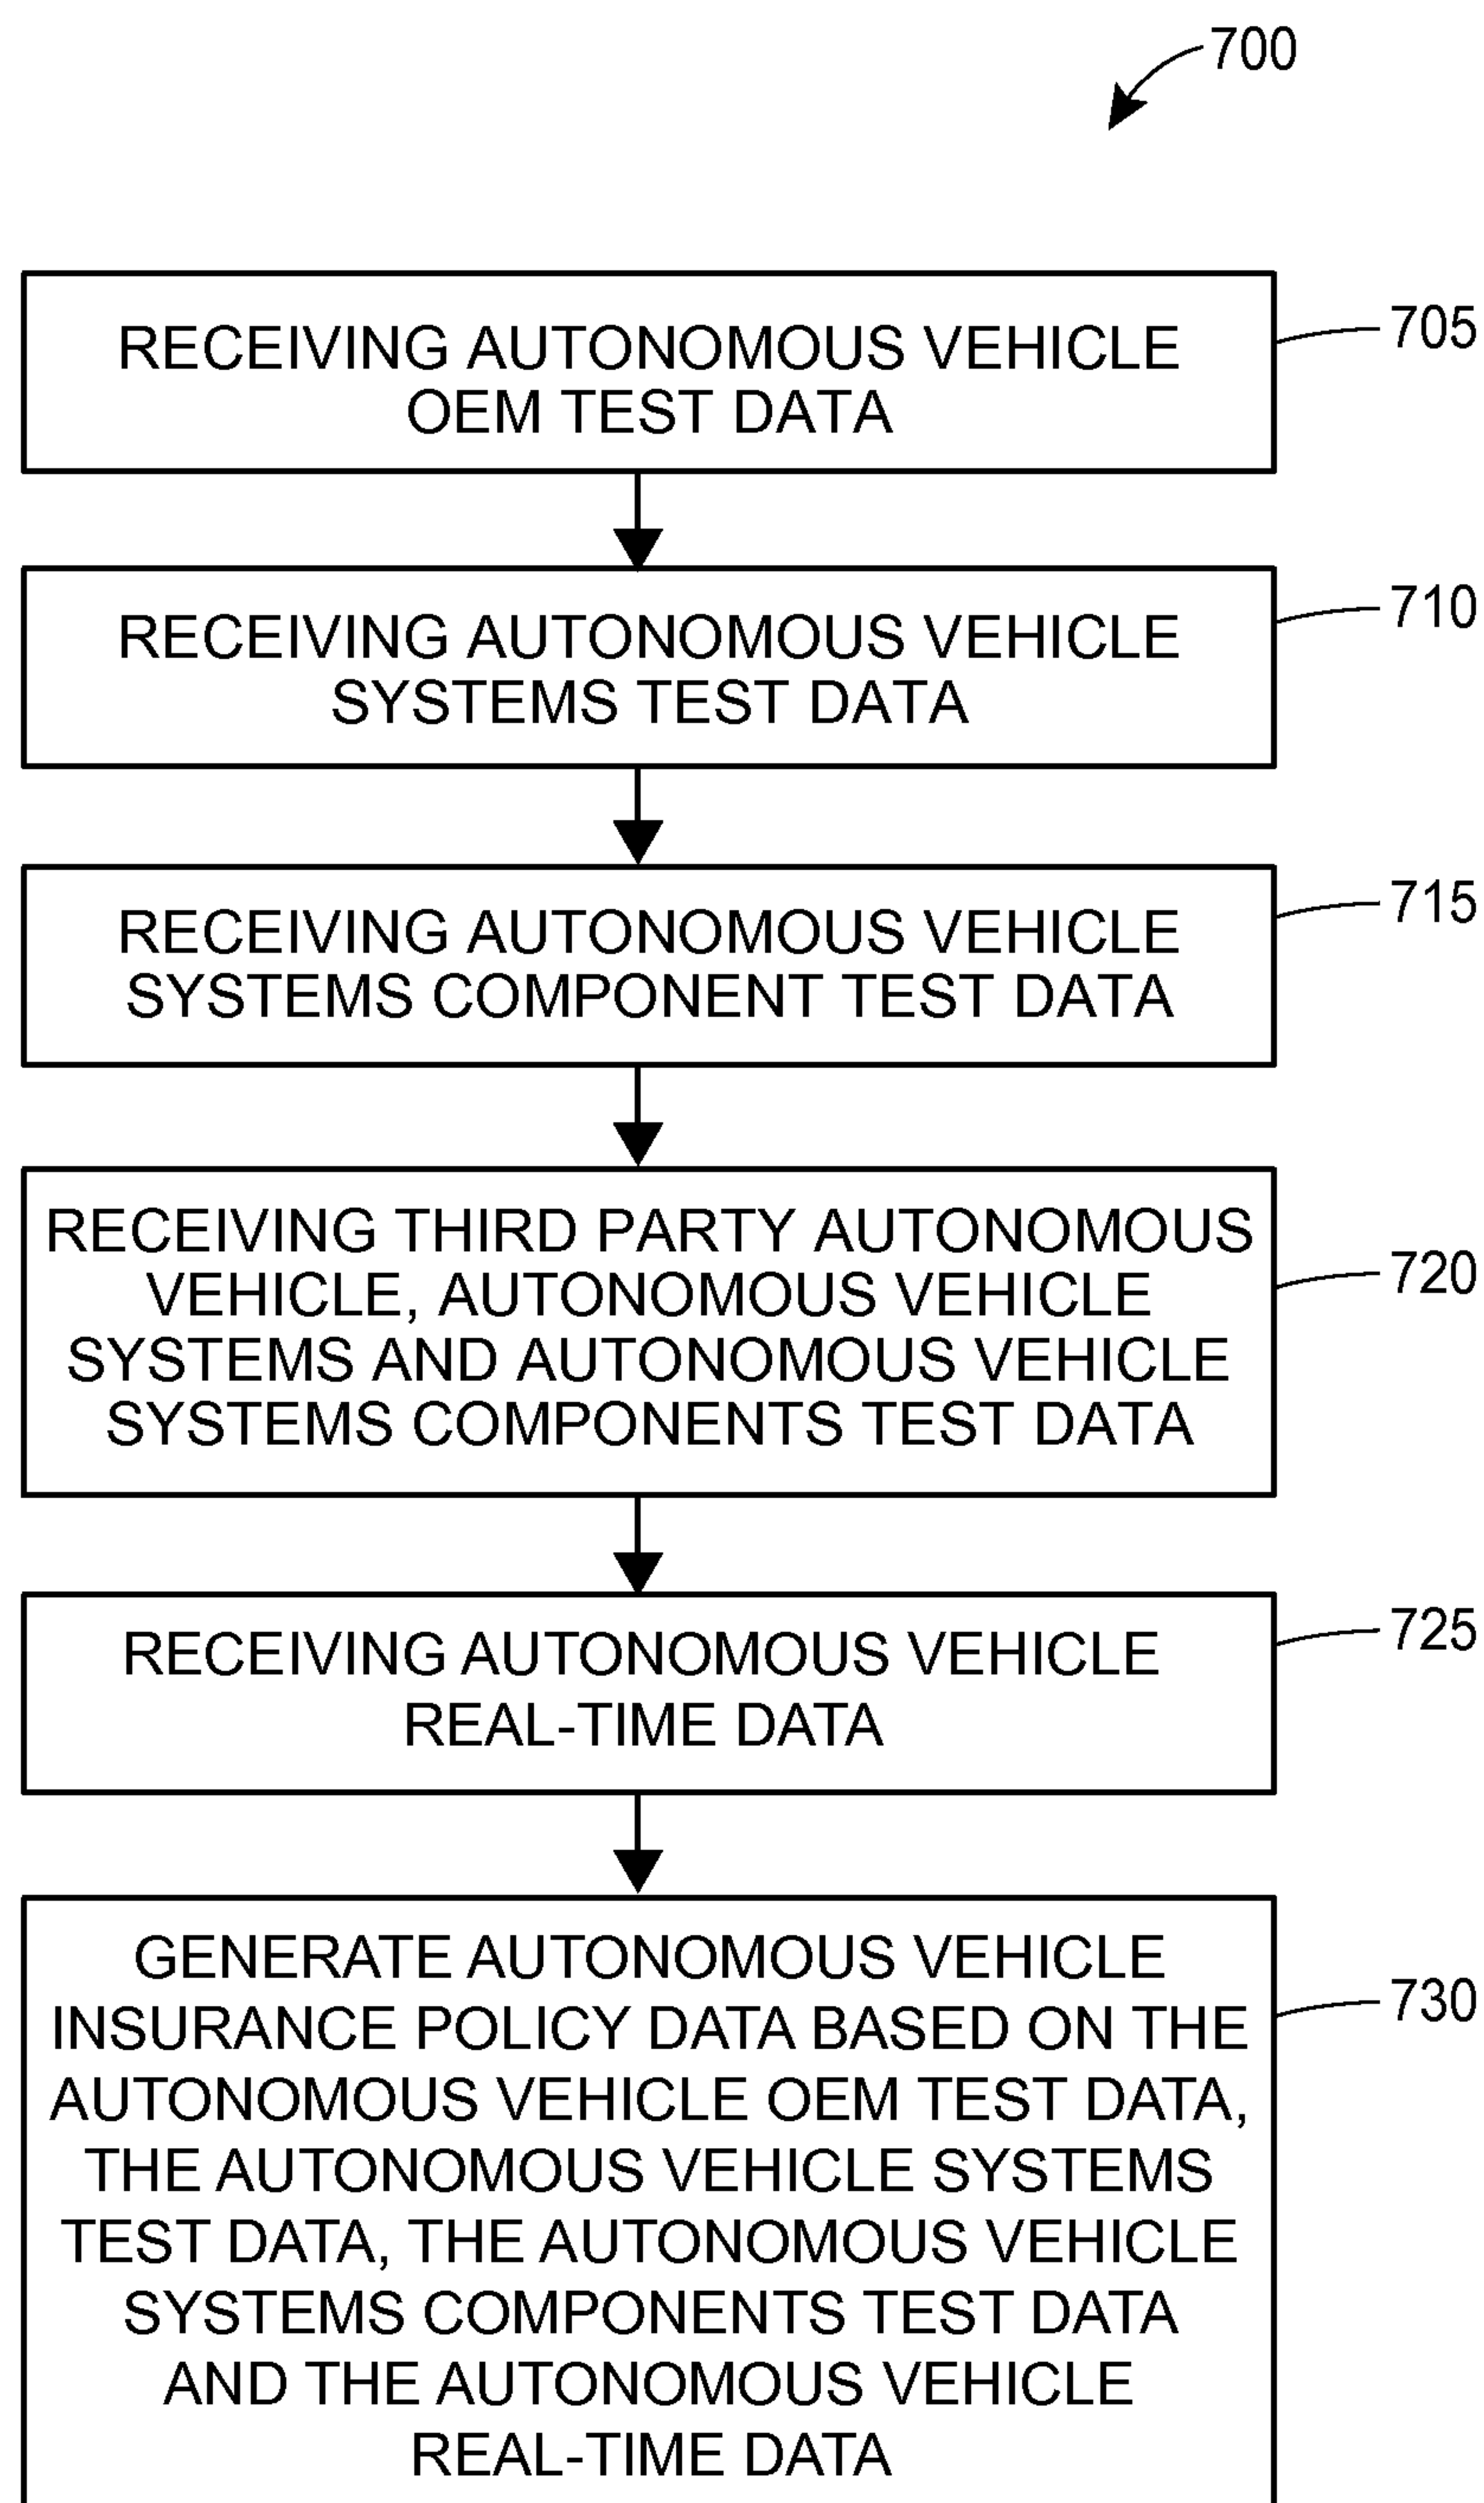 700
RECEIVING AUTONOMOUS VEHICLE
OEM TEST DATA
705
RECEIVING AUTONOMOUS VEHICLE
SYSTEMS TEST DATA
710
RECEIVING AUTONOMOUS VEHICLE
SYSTEMS COMPONENT TEST DATA
715
RECEIVING THIRD PARTY AUTONOMOUS
VEHICLE, AUTONOMOUS VEHICLE
SYSTEMS AND AUTONOMOUS VEHICLE
SYSTEMS COMPONENTS TEST DATA
720
RECEIVING AUTONOMOUS VEHICLE
REAL-TIME DATA
725
GENERATE AUTONOMOUS VEHICLE
INSURANCE POLICY DATA BASED ON THE
AUTONOMOUS VEHICLE OEM TEST DATA,
THE AUTONOMOUS VEHICLE SYSTEMS
TEST DATA, THE AUTONOMOUS VEHICLE
SYSTEMS COMPONENTS TEST DATA
AND THE AUTONOMOUS VEHICLE
REAL-TIME DATA
730